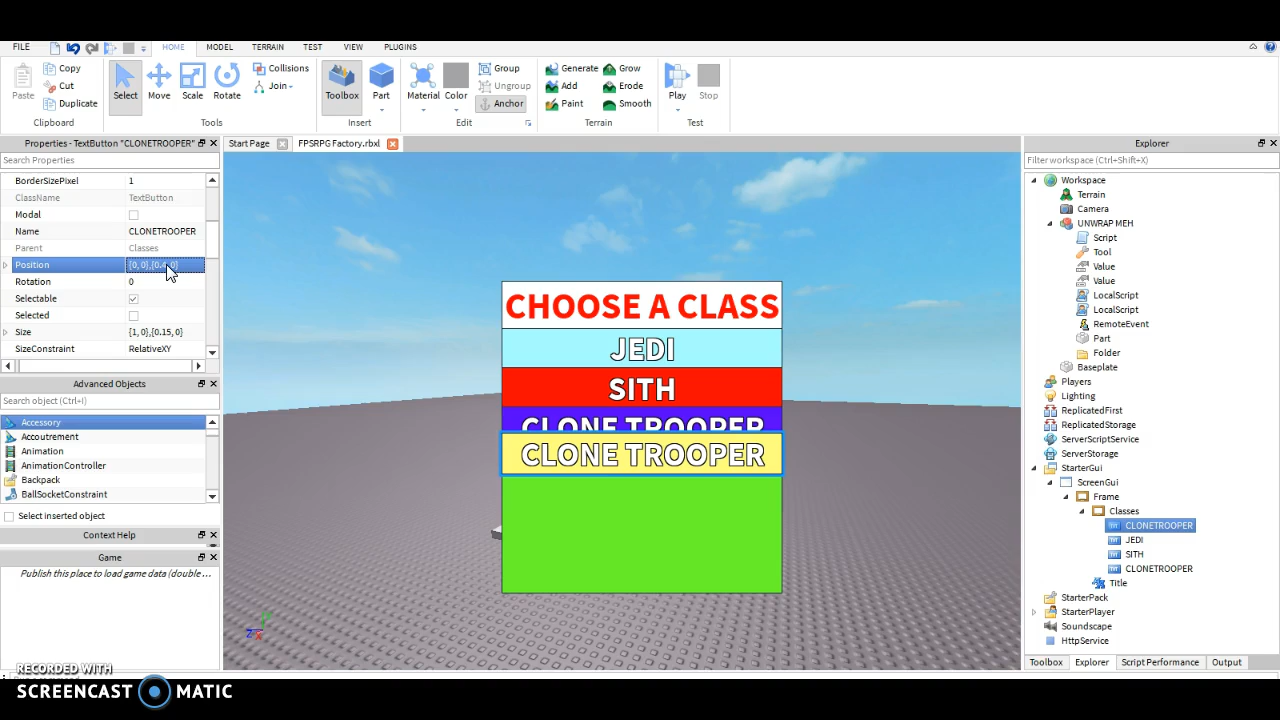 FILE
HOME
MODEL
TERRAIN
TEST
VIEW
PLUGINS
Paste
Copy
Cut
Duplicate
Clipboard
Select
Move
Scale
Rotate
Collisions
Join
Tools
Toolbox
Part
Insert
Material
Color
Group
Ungroup
Anchor
Edit
Generate
Grow
Add
Erode
Paint
Smooth
Terrain
Play
Stop
Test
Properties - TextButton "CLONETROOPER"
Search Properties
BorderSizePixel 1
ClassName TextButton
Modal
Name CLONETROOPER
Parent Classes
Position
Rotation 0
Selectable
Selected
Size {1, 0},{0.15, 0}
SizeConstraint RelativeXY
Advanced Objects
Search object (Ctrl+I)
Accessory
Accoutrement
Animation
AnimationController
Backpack
BallSocketConstraint
Select inserted object
Context Help
Game
Publish this place to load game data (double ...
RECORDED WITH
SCREENCAST MATIC
Start Page
FPSRPG Factory.rbxl
CHOOSE A CLASS
JEDI
SITH
CLONE TROOPER
CLONE TROOPER
Explorer
Filter workspace (Ctrl+Shift+X)
Workspace
Terrain
Camera
UNWRAP MEH
Script
Tool
Value
Value
LocalScript
LocalScript
RemoteEvent
Part
Folder
Baseplate
Players
Lighting
ReplicatedFirst
ReplicatedStorage
ServerScriptService
ServerStorage
StarterGui
ScreenGui
Frame
Classes
CLONETROOPER
JEDI
SITH
CLONETROOPER
Title
StarterPack
StarterPlayer
Soundscape
HttpService
Toolbox
Explorer
Script Performance
Output